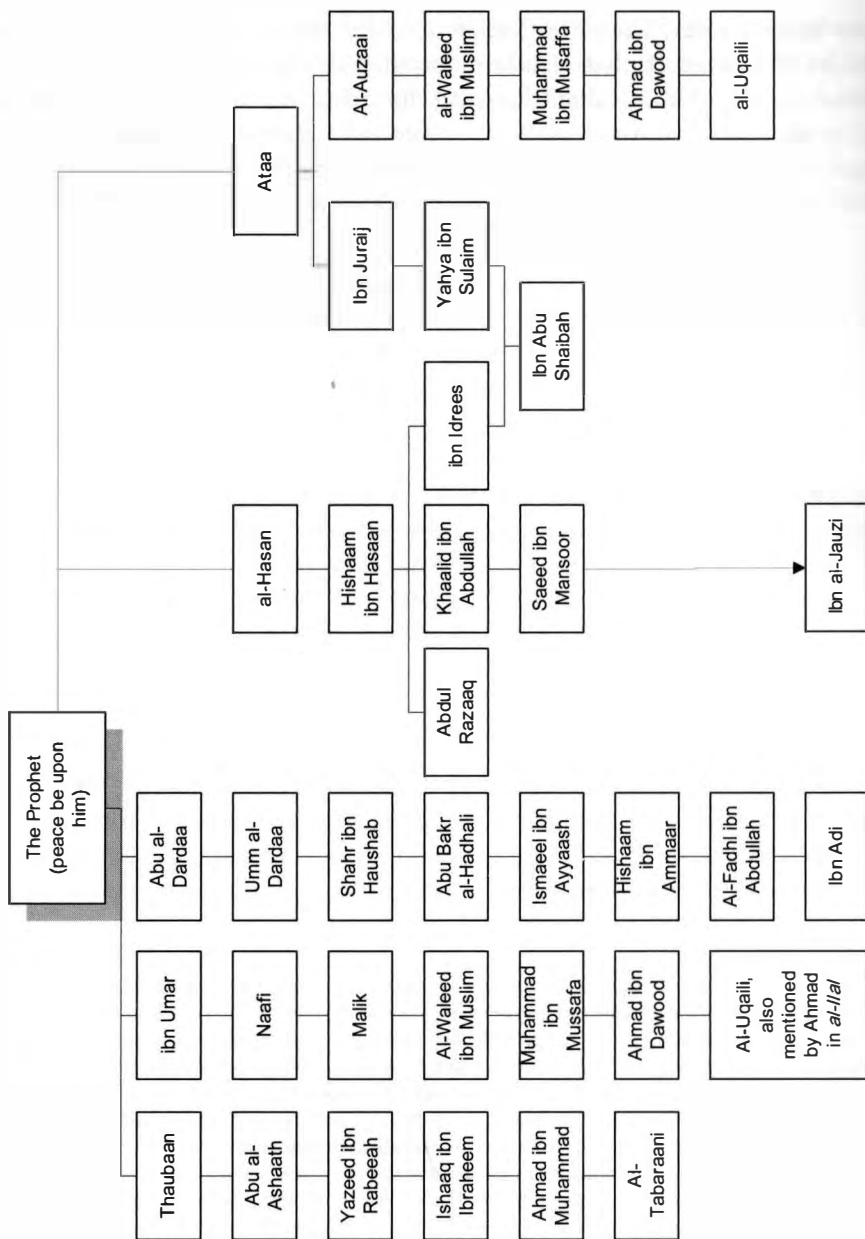 The Prophet
(peace be upon
him)
Thaubaan
Abu al-
Ashaath
Yazeed ibn
Rabeeah
Ishaaq ibn
Ibraheem
Ahmad ibn
Muhammad
Al-
Tabaraani
ibn Umar
Naafi
Malik
Al-Waleed
ibn Muslim
Muhammad
ibn
Mussafa
Ahmad ibn
Dawood
Al-Uqaili,
also
mentioned
by Ahmad
in al-Ilal
Abu al-
Dardaa
Umm al-
Dardaa
Shahr ibn
Haushab
Abu Bakr
al-Hadhali
Ismaeel ibn
Ayyaash
Hishaam
ibn
Ammaar
Al-Fadhl ibn
Abdullah
Ibn Adi
al-Hasan
Hishaam
ibn Hasaan
Abdul
Razaaq
Khaalid ibn
Abdullah
Saeed ibn
Mansoor
Ibn al-Jauzi
ibn Idrees
Ibn Abu
Shaibah
Ataa
Ibn Juraij
Yahya ibn
Sulaim
Al-Auzaai
al-Waleed
ibn Muslim
Muhammad
ibn Musaffa
Ahmad ibn
Dawood
al-Uqaili